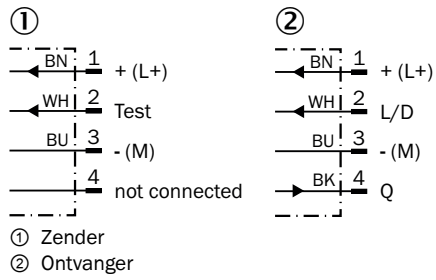 ①
BN 1 + (L+)
WH 2 Test
BU 3 - (M)
4 not connected
②
BN 1 + (L+)
WH 2 L/D
BU 3 - (M)
BK 4 Q
① Zender
② Ontvanger